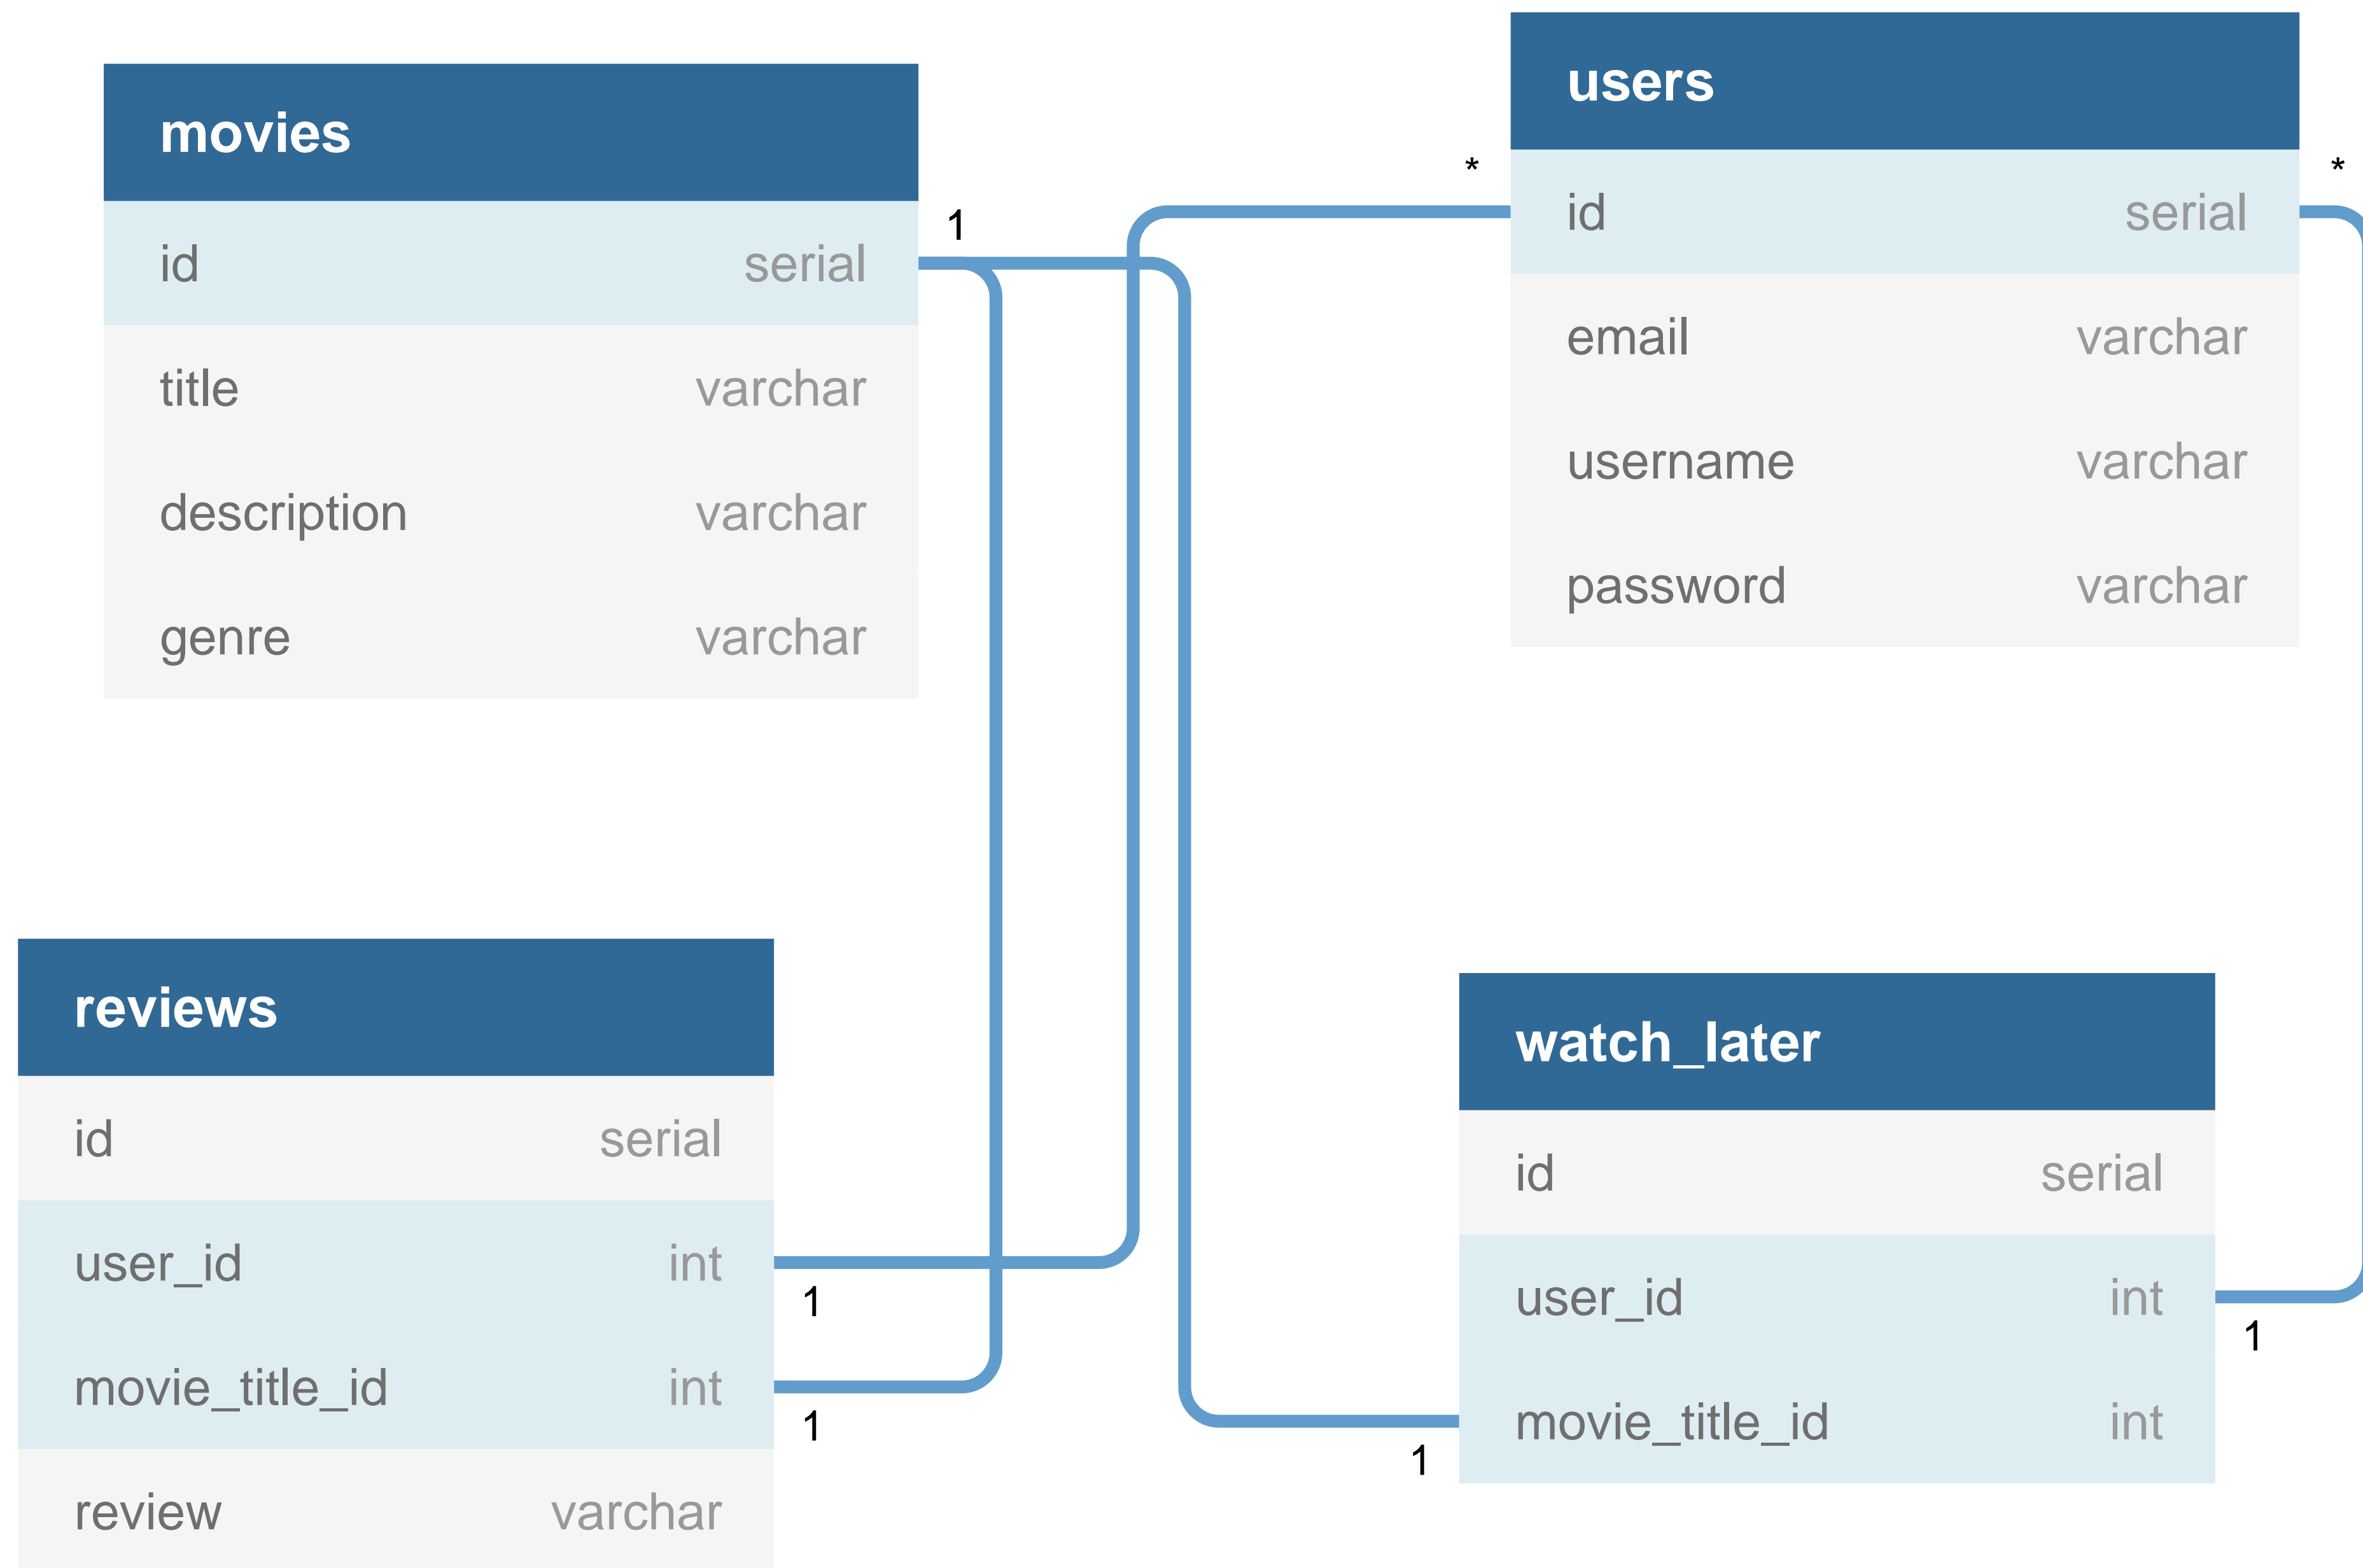 movies
id serial
title varchar
description varchar
genre varchar
1
users
* *
id serial
email varchar
username varchar
password varchar
reviews
id serial
user_id int
1
movie_title_id int
1
review varchar
watch_later
id serial
user_id int
1
movie_title_id int
1